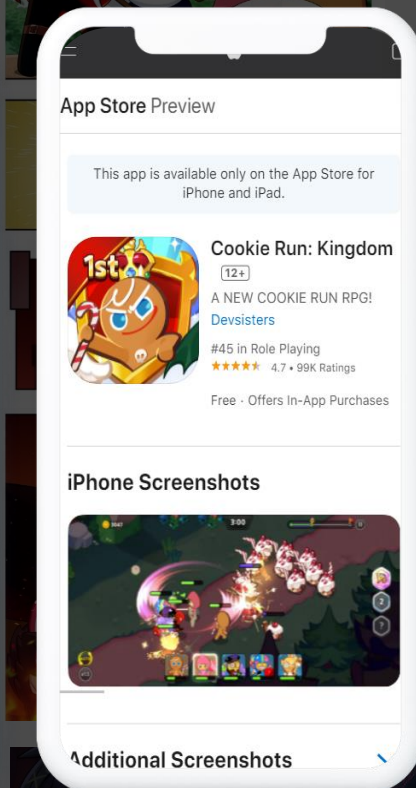 App Store Preview
This app is available only on the App Store for
iPhone and iPad.
1st
Cookie Run: Kingdom
12+
A NEW COOKIE RUN RPG!
Devsisters
#45 in Role Playing
4.7 • 99K Ratings
Free · Offers In-App Purchases
iPhone Screenshots
3:00
2
?
Additional Screenshots